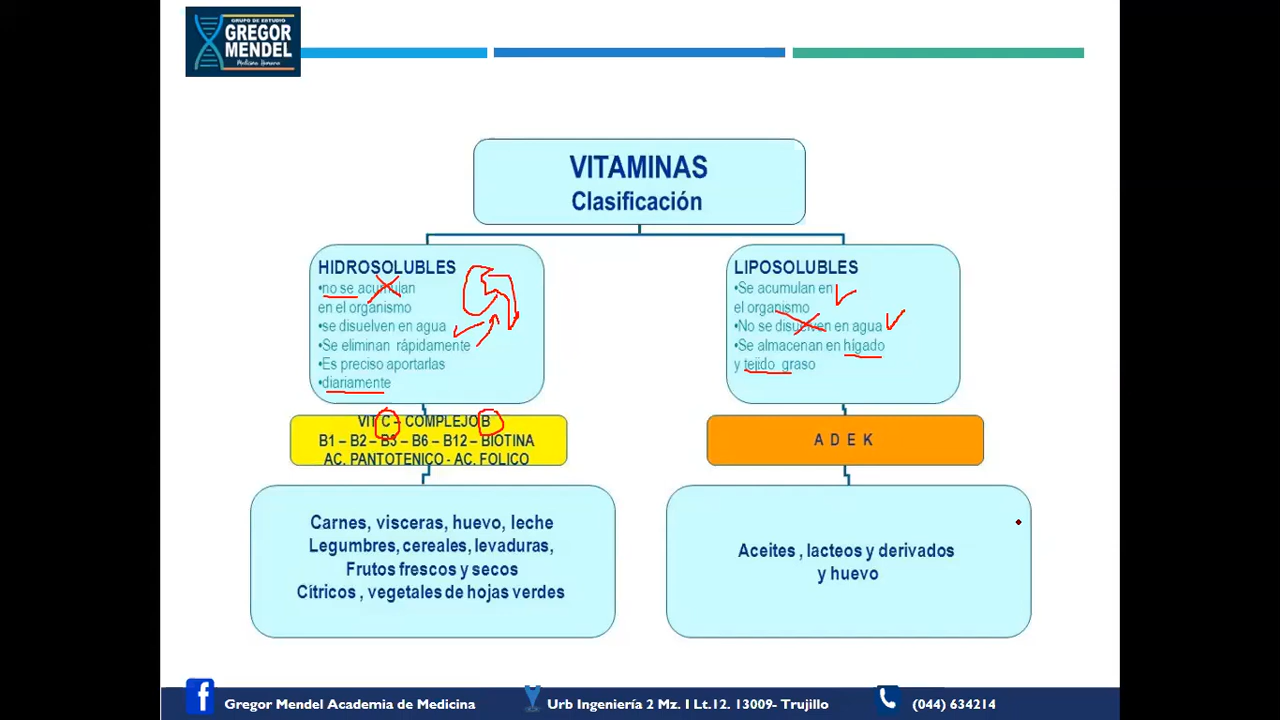 GRUPO DE ESTUDIO
GREGOR
MENDEL
Medicina Humana
VITAMINAS
Clasificación
HIDROSOLUBLES
•no se acumulan
en el organismo
•se disuelven en agua
•Se eliminan rápidamente
•Es preciso aportarlas
•diariamente
LIPOSOLUBLES
•Se acumulan en
el organismo
•No se disuelven en agua
•Se almacenan en hígado
y tejido graso
VIT C – COMPLEJO B
B1 – B2 – B3 – B6 – B12 – BIOTINA
AC. PANTOTENICO - AC. FOLICO
A D E K
Carnes, visceras, huevo, leche
Legumbres, cereales, levaduras,
Frutos frescos y secos
Cítricos , vegetales de hojas verdes
Aceites , lacteos y derivados
y huevo
Gregor Mendel Academia de Medicina
Urb Ingeniería 2 Mz. I Lt.12. 13009- Trujillo
(044) 634214